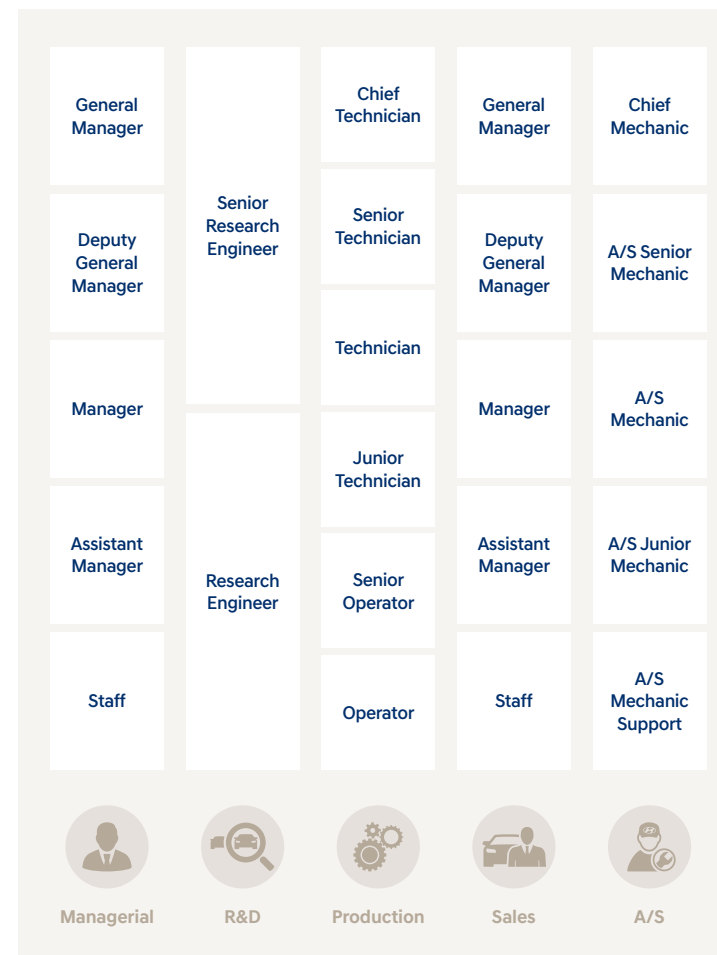 General
Manager
Deputy
General
Manager
Manager
Assistant
Manager
Staff
Managerial
Senior
Research
Engineer
Research
Engineer
R&D
Chief
Technician
Senior
Technician
Technician
Junior
Technician
Senior
Operator
Operator
Production
General
Manager
Deputy
General
Manager
Manager
Assistant
Manager
Staff
Sales
Chief
Mechanic
A/S Senior
Mechanic
A/S
Mechanic
A/S Junior
Mechanic
A/S
Mechanic
Support
A/S